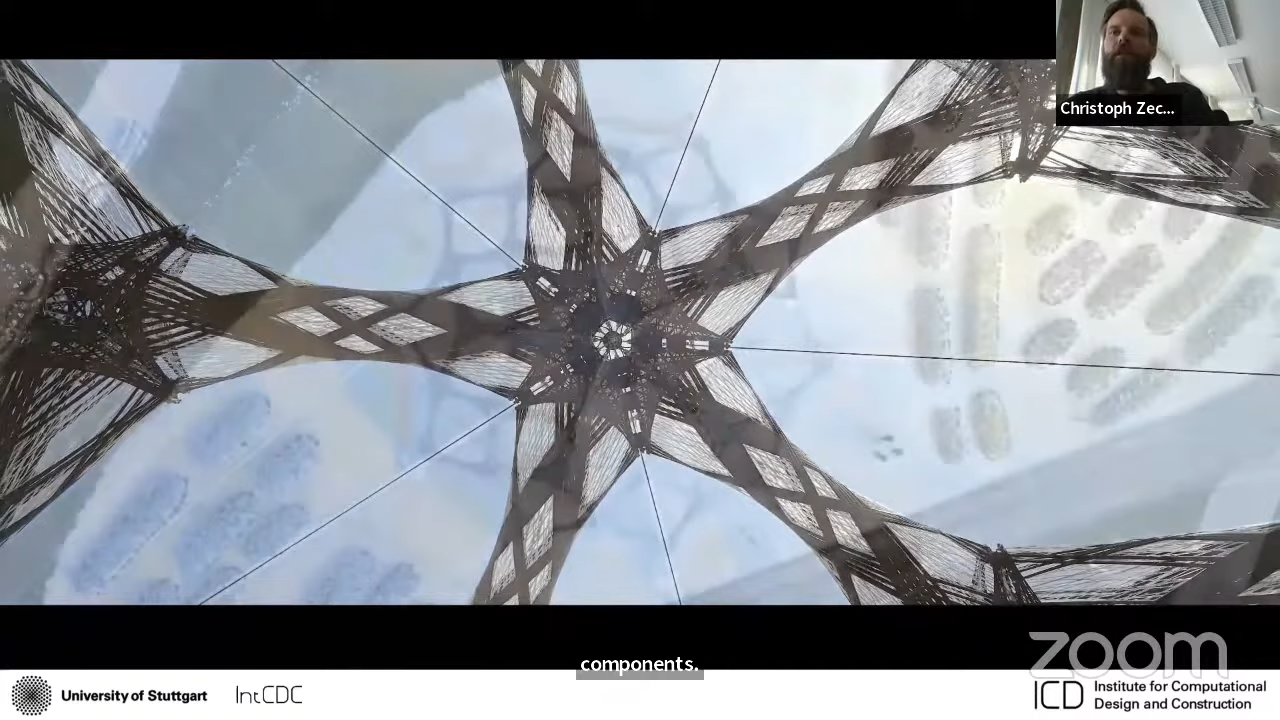 Christoph Zec...
components.
zoom
University of Stuttgart
IntCDC
ICD
Institute for Computational
Design and Construction